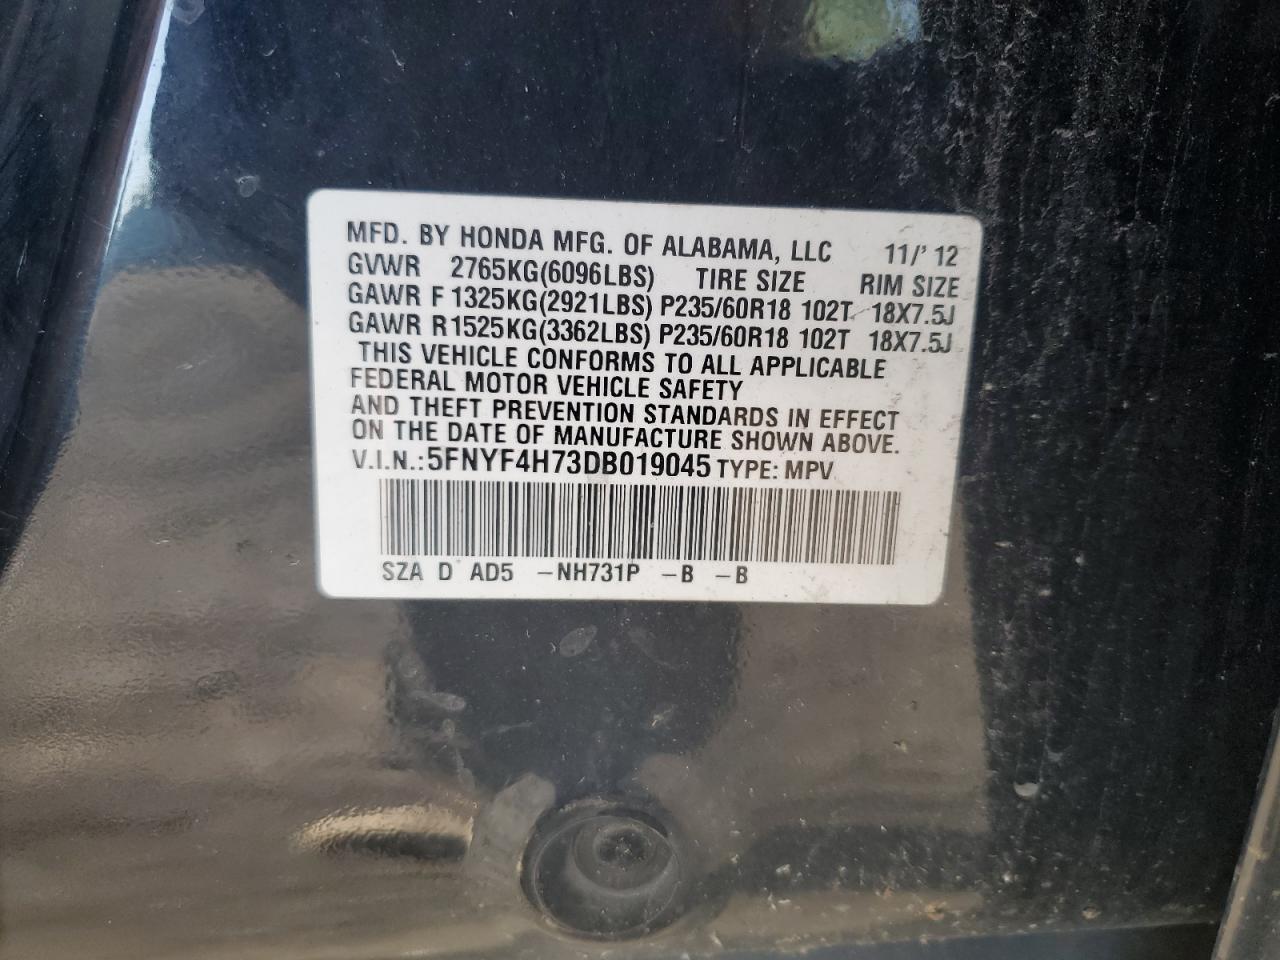 MFD. BY HONDA MFG. OF ALABAMA, LLC 11/' 12
GVWR 2765KG(6096LBS) TIRE SIZE RIM SIZE
GAWR F 1325KG(2921LBS) P235/60R18 102T 18X7.5J
GAWR R 1525KG(3362LBS) P235/60R18 102T 18X7.5J
THIS VEHICLE CONFORMS TO ALL APPLICABLE
FEDERAL MOTOR VEHICLE SAFETY
AND THEFT PREVENTION STANDARDS IN EFFECT
ON THE DATE OF MANUFACTURE SHOWN ABOVE.
V.I.N.: 5FNYF4H73DB019045 TYPE: MPV
SZA D AD5 -NH731P -B -B